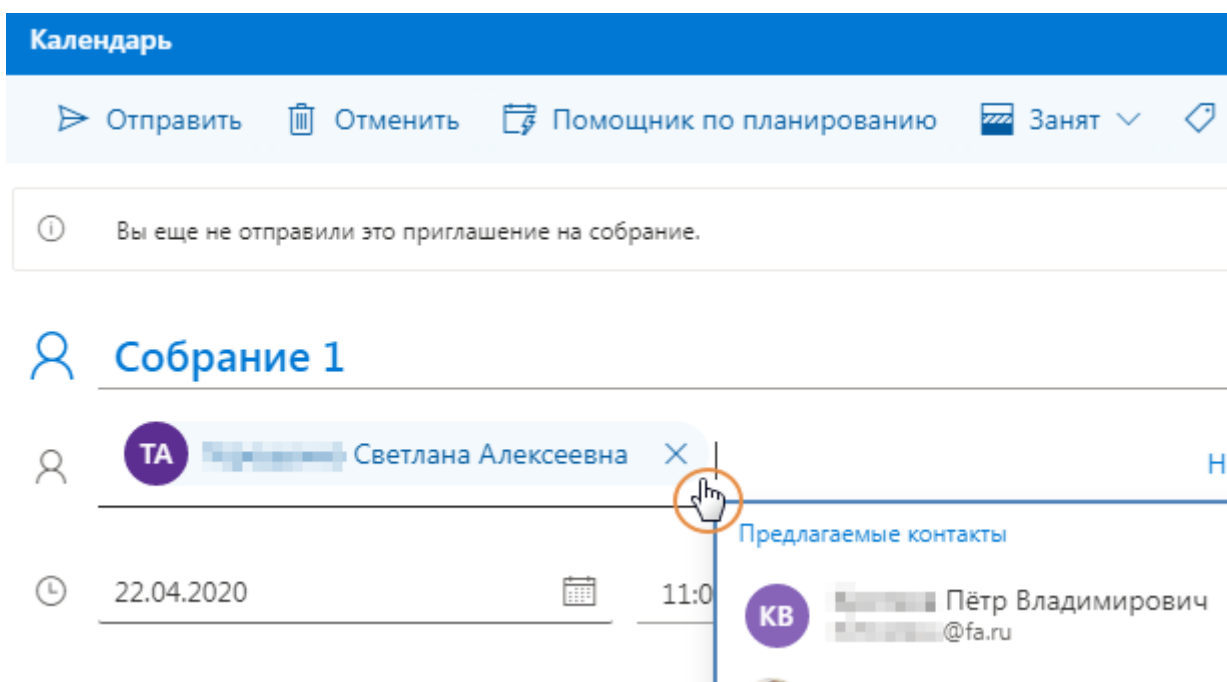 Календарь
Отправить Отменить Помощник по планированию Занят
Вы еще не отправили это приглашение на собрание.
Собрание 1
ТА Светлана Алексеевна
Н
Предлагаемые контакты
22.04.2020 11:0
КВ Пётр Владимирович
@fa.ru